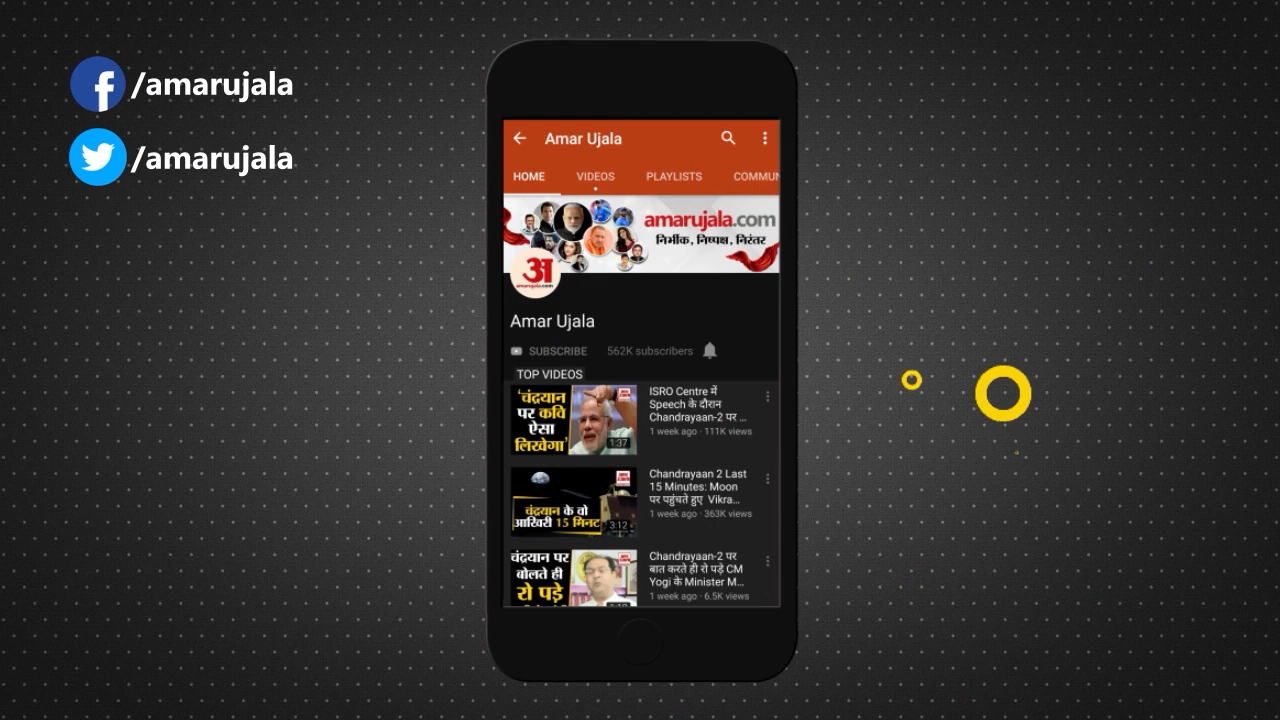 /amarujala
/amarujala
Amar Ujala
HOME VIDEOS PLAYLISTS COMMUN
amarujala.com
निर्भीक, निष्पक्ष, निरंतर
अ
amarujala.com
Amar Ujala
SUBSCRIBE 562K subscribers
TOP VIDEOS
'चंद्रयान
पर कवि
ऐसा
लिखेगा'
1:37
ISRO Centre में
Speech के दौरान
Chandrayaan-2 पर ...
1 week ago · 111K views
चंद्रयान के वो
आखिरी 15 मिनट
3:12
Chandrayaan 2 Last
15 Minutes: Moon
पर पहुंचते हुए Vikra...
1 week ago · 363K views
चंद्रयान पर
बोलते ही
रो पड़े
Chandrayaan-2 पर
बात करते ही रो पड़े CM
Yogi के Minister M...
1 week ago · 6.5K views